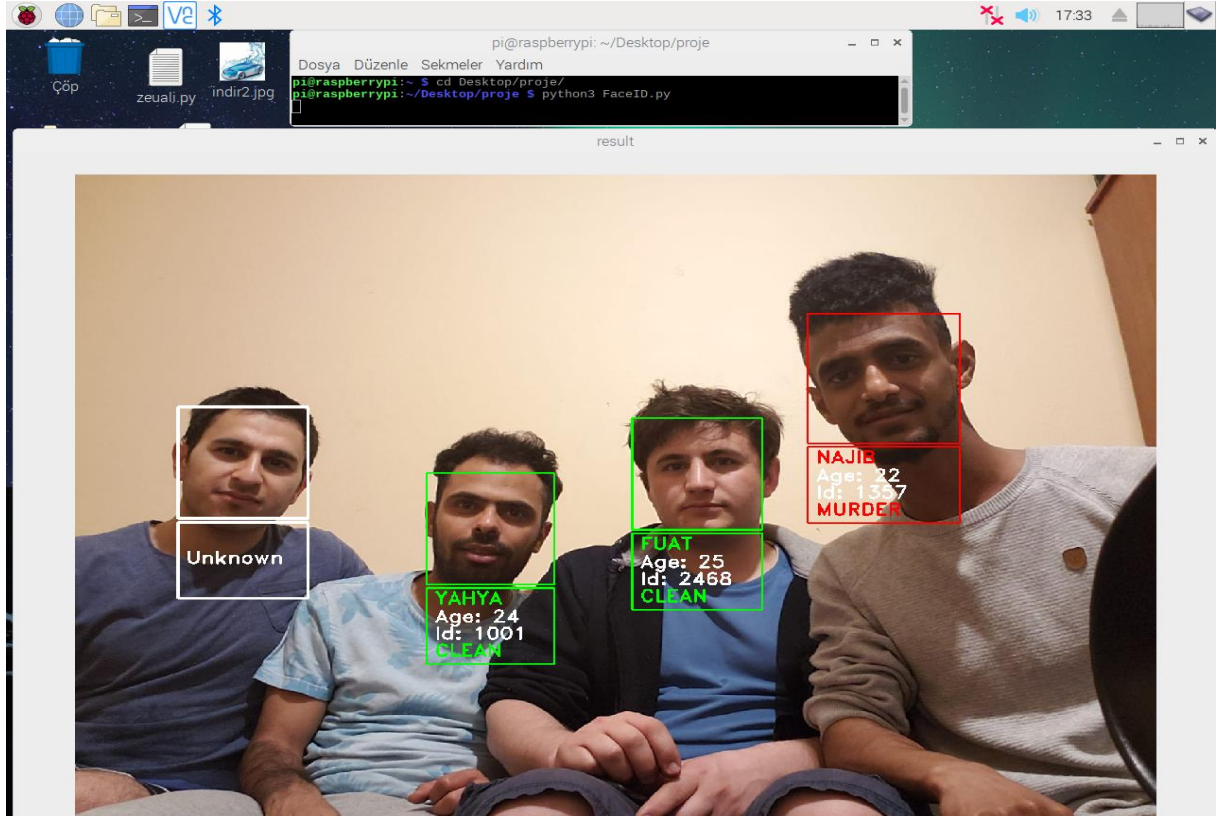 17:33
pi@raspberrypi: ~/Desktop/proje
Dosya Düzenle Sekmeler Yardım
pi@raspberrypi:~ $ cd Desktop/proje/
pi@raspberrypi:~/Desktop/proje $ python3 FaceID.py
Çöp
zeuali.py
indir2.jpg
result
Unknown
YAHYA
Age: 24
Id: 1001
CLEAN
FUAT
Age: 25
Id: 2468
CLEAN
NAJIB
Age: 22
Id: 1357
MURDER